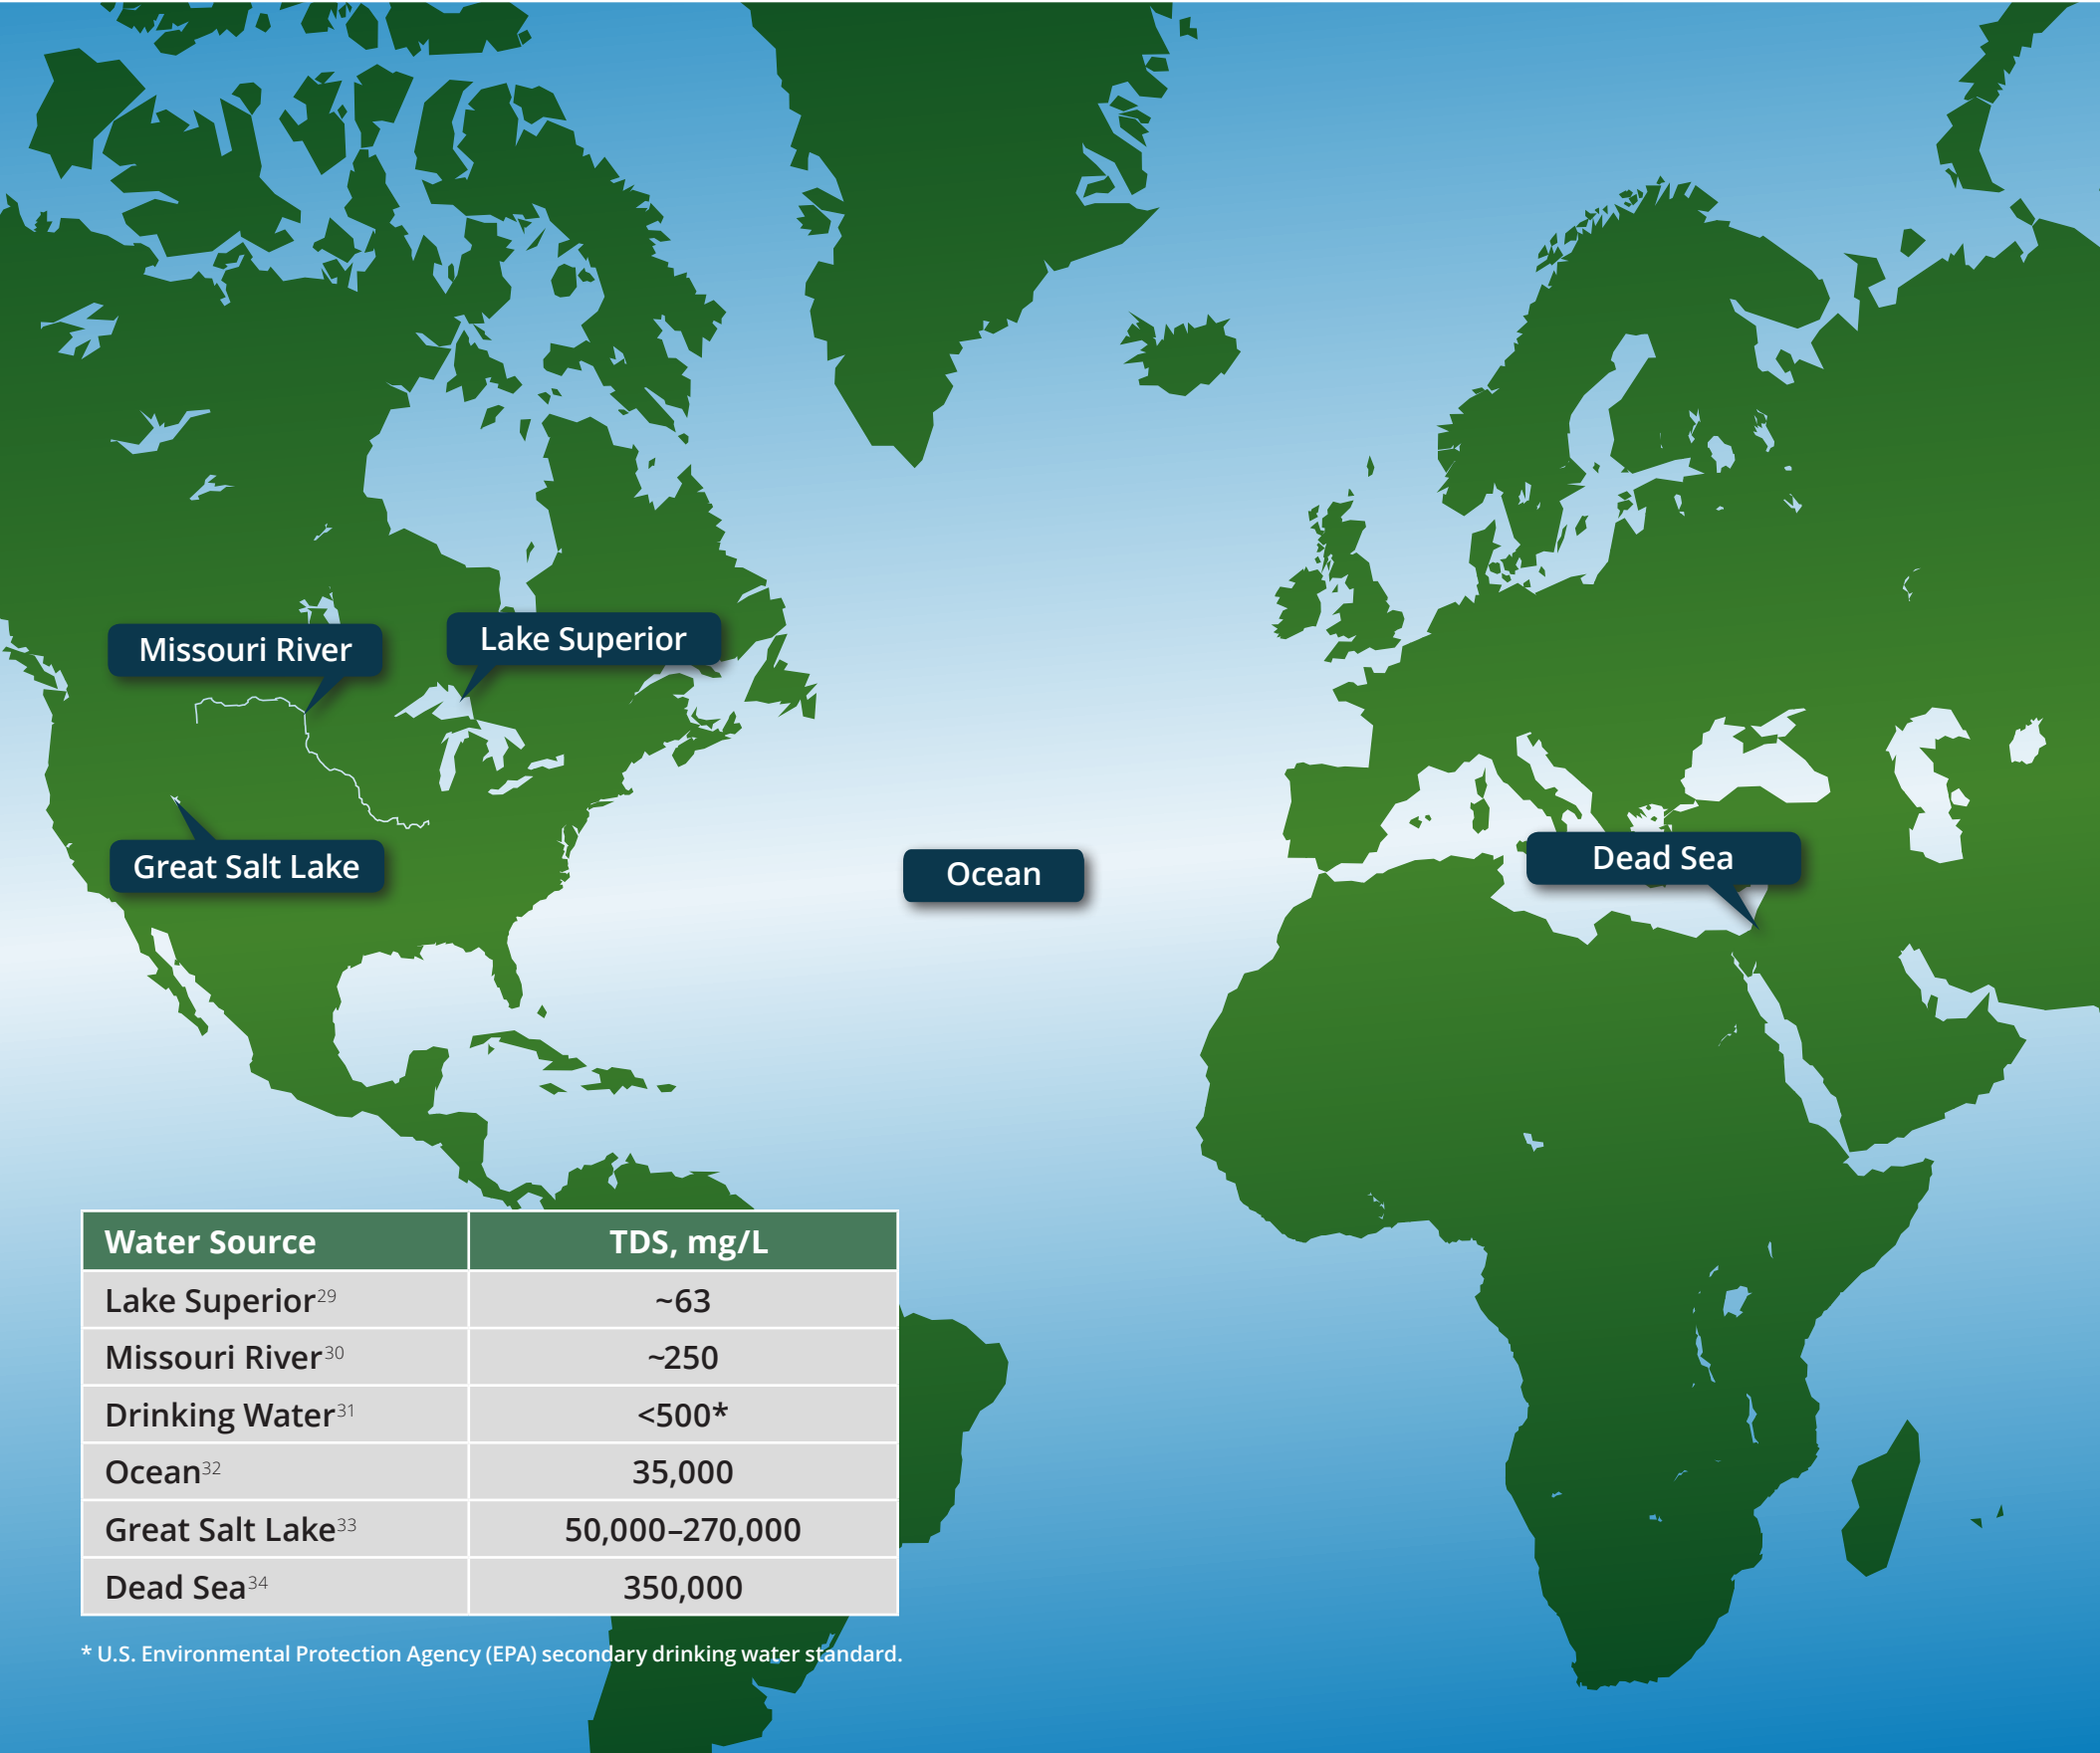 Missouri River
Lake Superior
Great Salt Lake
Ocean
Dead Sea
Water Source TDS, mg/L
Lake Superior29 ~63
Missouri River30 ~250
Drinking Water31 <500*
Ocean32 35,000
Great Salt Lake33 50,000–270,000
Dead Sea34 350,000
* U.S. Environmental Protection Agency (EPA) secondary drinking water standard.